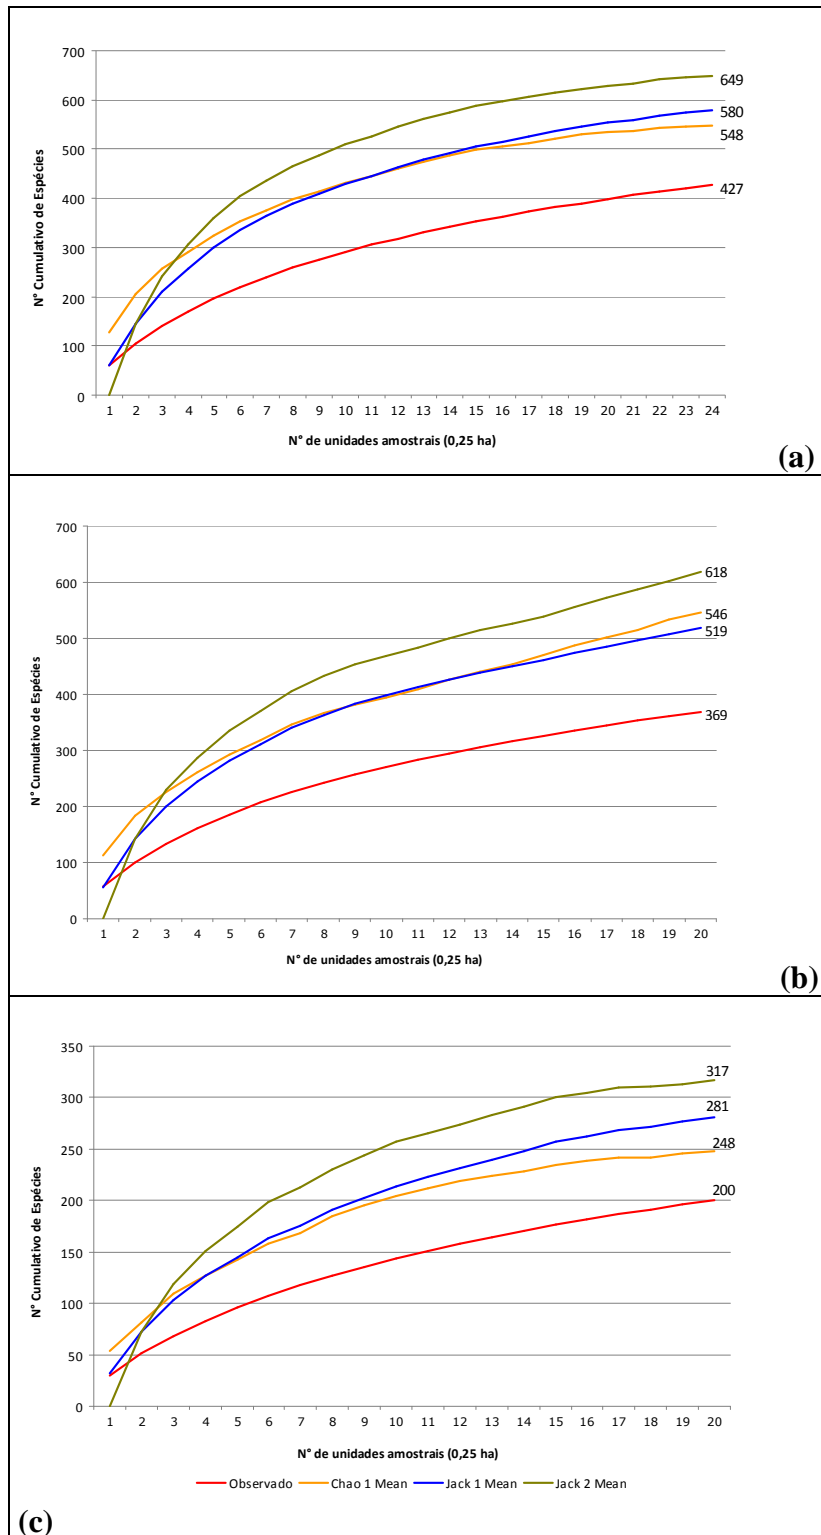 700
600
500
400
300
200
100
0
N° Cumulativo de Espécies
649
580
548
427
1 2 3 4 5 6 7 8 9 10 11 12 13 14 15 16 17 18 19 20 21 22 23 24
N° de unidades amostrais (0,25 ha)
(a)
700
600
500
400
300
200
100
0
N° Cumulativo de Espécies
618
546
519
369
1 2 3 4 5 6 7 8 9 10 11 12 13 14 15 16 17 18 19 20
N° de unidades amostrais (0,25 ha)
(b)
350
300
250
200
150
100
50
0
N° Cumulativo de Espécies
317
281
248
200
1 2 3 4 5 6 7 8 9 10 11 12 13 14 15 16 17 18 19 20
N° de unidades amostrais (0,25 ha)
Observado Chao 1 Mean Jack 1 Mean Jack 2 Mean
(c)